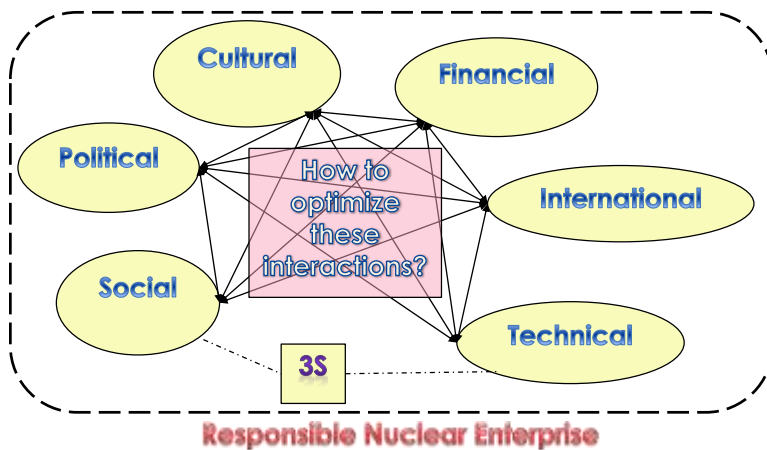 Cultural
Financial
Political
How to
optimize
these
interactions?
International
Social
Technical
3S
Responsible Nuclear Enterprise